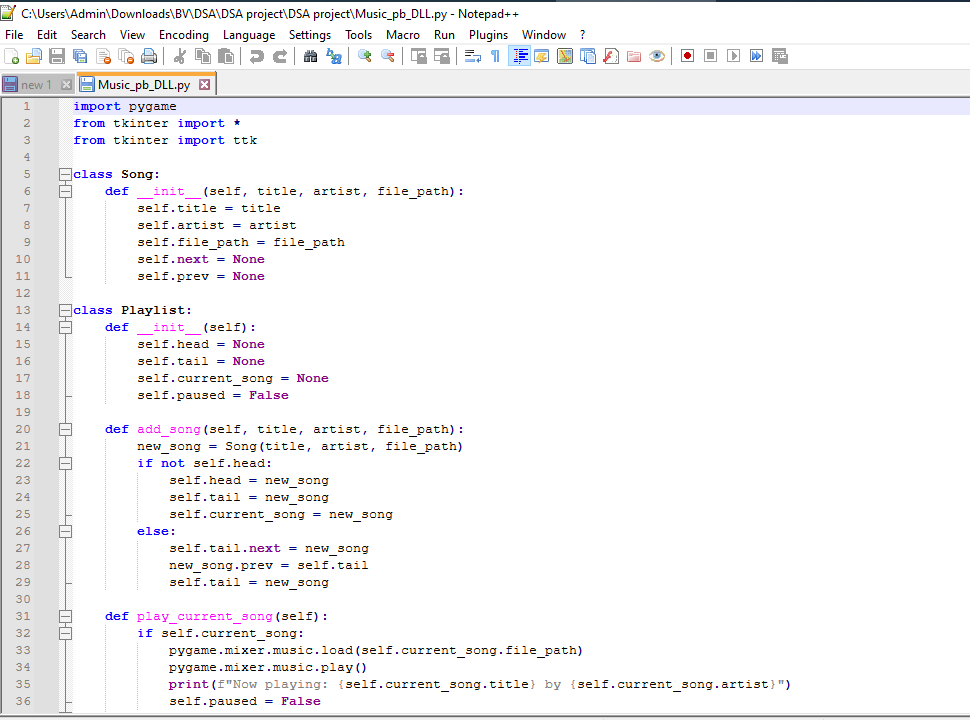 C:\Users\Admin\Downloads\BV\DSA\DSA project\DSA project\Music_pb_DLL.py - Notepad++
File Edit Search View Encoding Language Settings Tools Macro Run Plugins Window ?
new 1 Music_pb_DLL.py
1 import pygame
2 from tkinter import *
3 from tkinter import ttk
4
5 class Song:
6     def __init__(self, title, artist, file_path):
7         self.title = title
8         self.artist = artist
9         self.file_path = file_path
10         self.next = None
11         self.prev = None
12
13 class Playlist:
14     def __init__(self):
15         self.head = None
16         self.tail = None
17         self.current_song = None
18         self.paused = False
19
20     def add_song(self, title, artist, file_path):
21         new_song = Song(title, artist, file_path)
22         if not self.head:
23             self.head = new_song
24             self.tail = new_song
25             self.current_song = new_song
26         else:
27             self.tail.next = new_song
28             new_song.prev = self.tail
29             self.tail = new_song
30
31     def play_current_song(self):
32         if self.current_song:
33             pygame.mixer.music.load(self.current_song.file_path)
34             pygame.mixer.music.play()
35             print(f"Now playing: {self.current_song.title} by {self.current_song.artist}")
36             self.paused = False